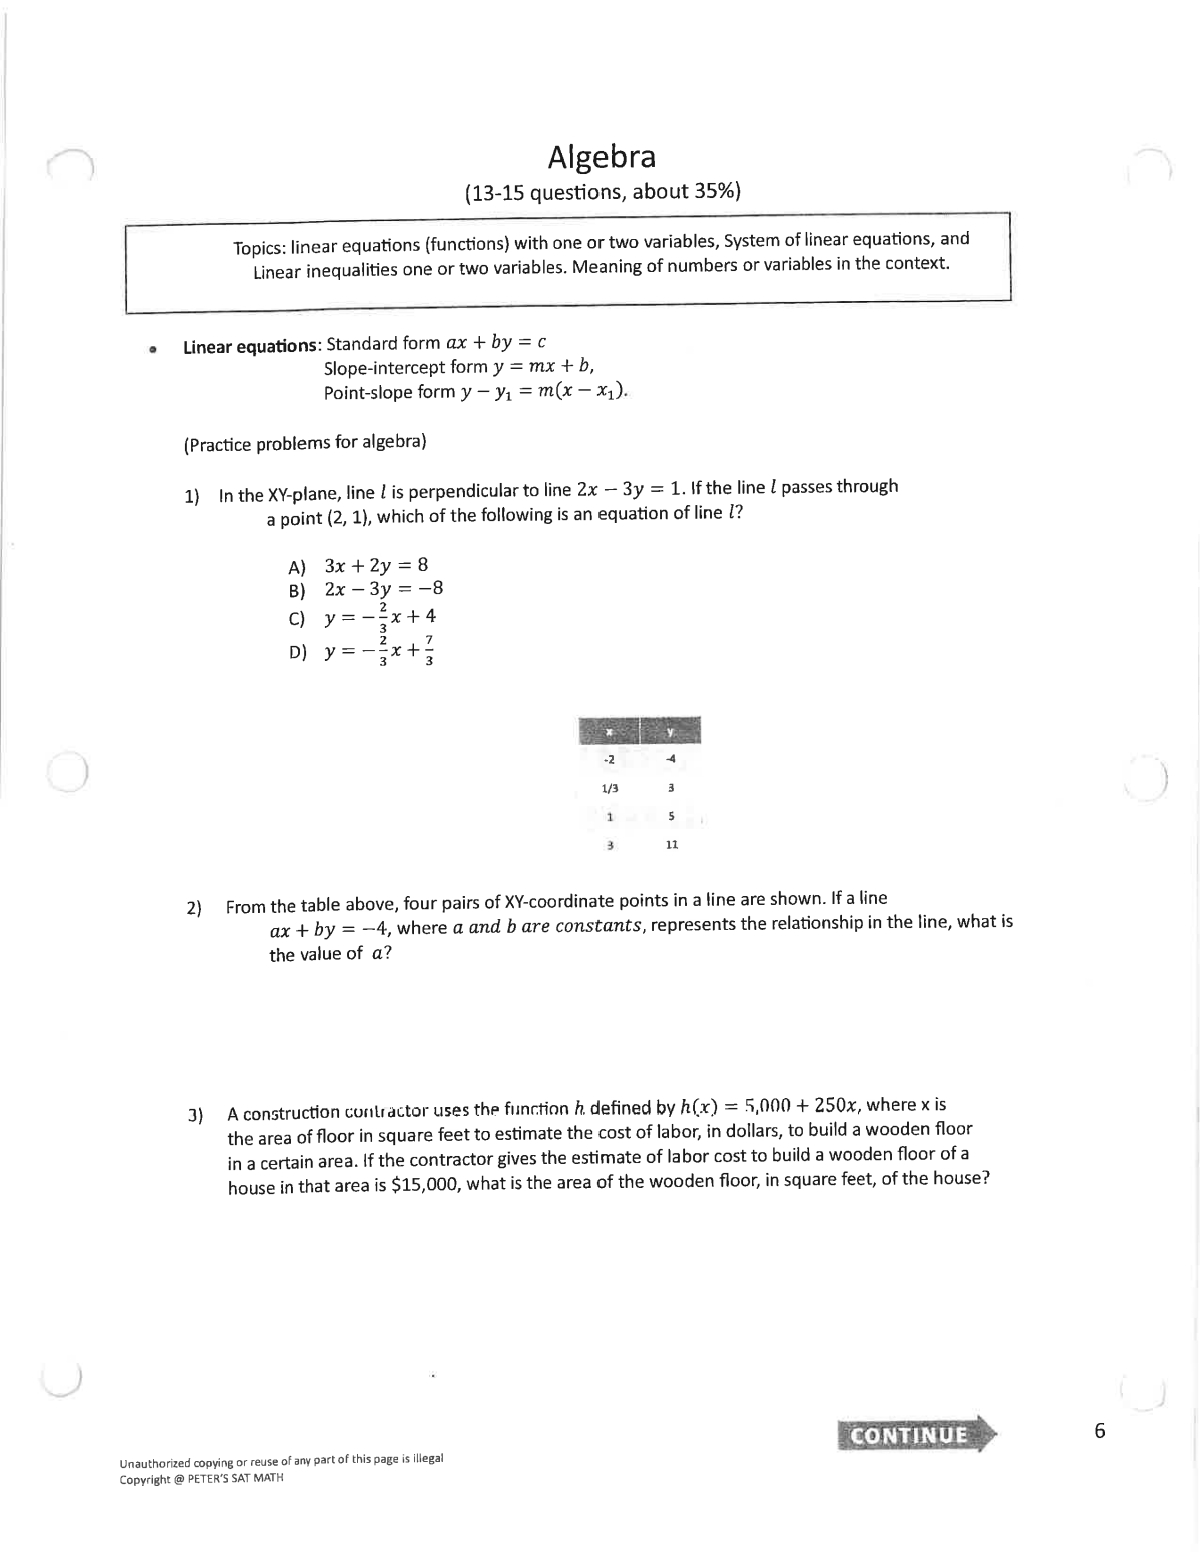 Algebra
(13-15 questions, about 35%)
Topics: linear equations (functions) with one or two variables, System of linear equations, and
Linear inequalities one or two variables. Meaning of numbers or variables in the context.
• Linear equations: Standard form ax + by = c
Slope-intercept form y = mx + b,
Point-slope form y − y₁ = m(x − x₁).
(Practice problems for algebra)
1) In the XY-plane, line l is perpendicular to line 2x − 3y = 1. If the line l passes through
a point (2, 1), which of the following is an equation of line l?
A) 3x + 2y = 8
B) 2x − 3y = −8
C) y = −2/3x + 4
D) y = −2/3x + 7/3
x y
-2 -4
1/3 3
1 5
3 11
2) From the table above, four pairs of XY-coordinate points in a line are shown. If a line
ax + by = −4, where a and b are constants, represents the relationship in the line, what is
the value of a?
3) A construction contractor uses the function h defined by h(x) = 5,000 + 250x, where x is
the area of floor in square feet to estimate the cost of labor, in dollars, to build a wooden floor
in a certain area. If the contractor gives the estimate of labor cost to build a wooden floor of a
house in that area is $15,000, what is the area of the wooden floor, in square feet, of the house?
CONTINUE
6
Unauthorized copying or reuse of any part of this page is illegal
Copyright @ PETER'S SAT MATH